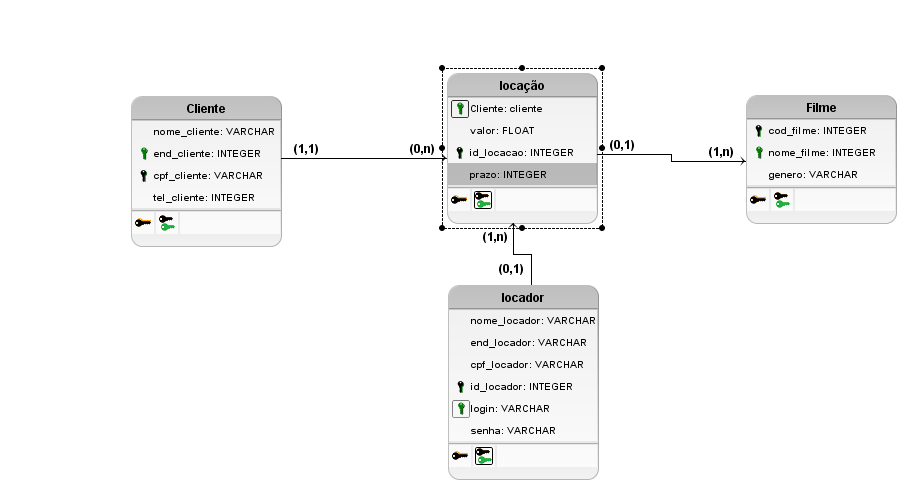 Cliente
nome_cliente: VARCHAR
end_cliente: INTEGER
cpf_cliente: VARCHAR
tel_cliente: INTEGER
(1,1)
(0,n)
locação
Cliente: cliente
valor: FLOAT
id_locacao: INTEGER
prazo: INTEGER
(0,1)
(1,n)
Filme
cod_filme: INTEGER
nome_filme: INTEGER
genero: VARCHAR
(1,n)
(0,1)
locador
nome_locador: VARCHAR
end_locador: VARCHAR
cpf_locador: VARCHAR
id_locador: INTEGER
login: VARCHAR
senha: VARCHAR